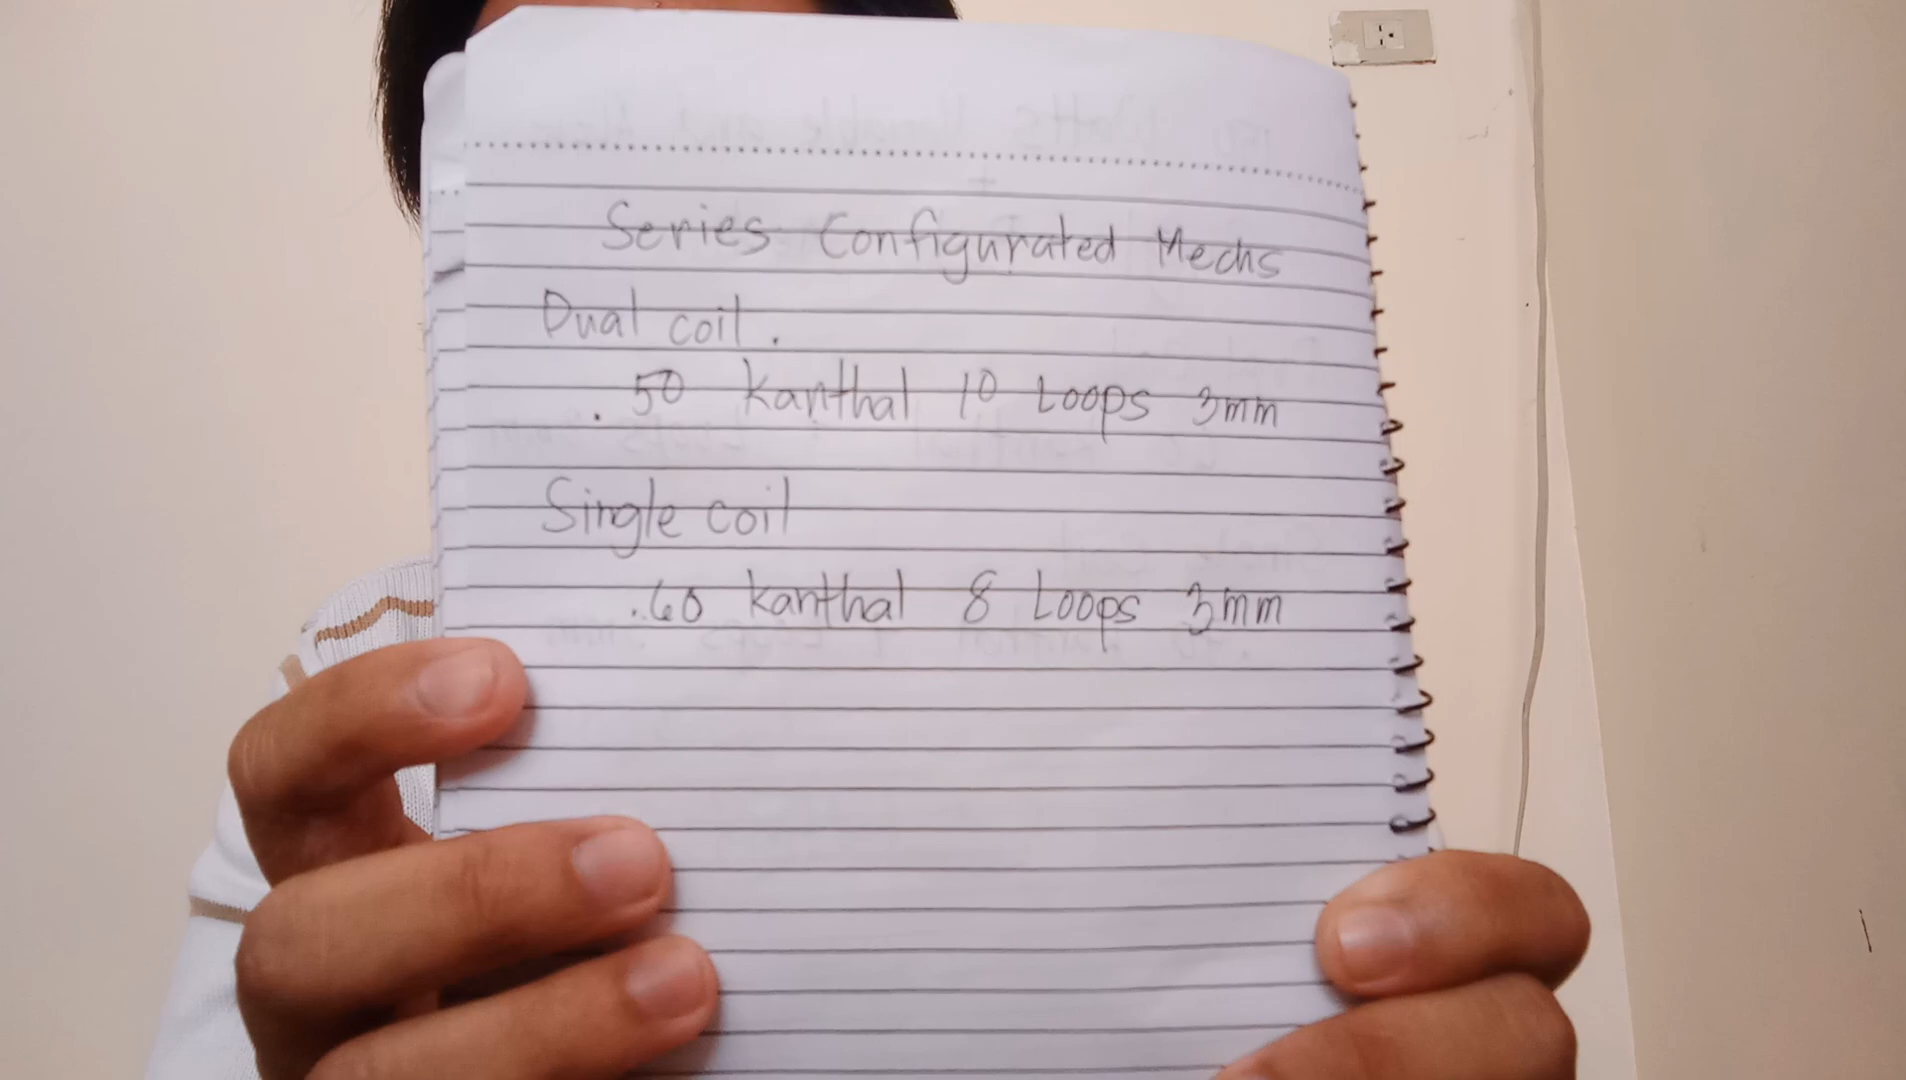 Series Configurated Mechs
Dual coil.
.50 Kanthal 10 Loops 3mm
Single coil
.60 Kanthal 8 Loops 3mm